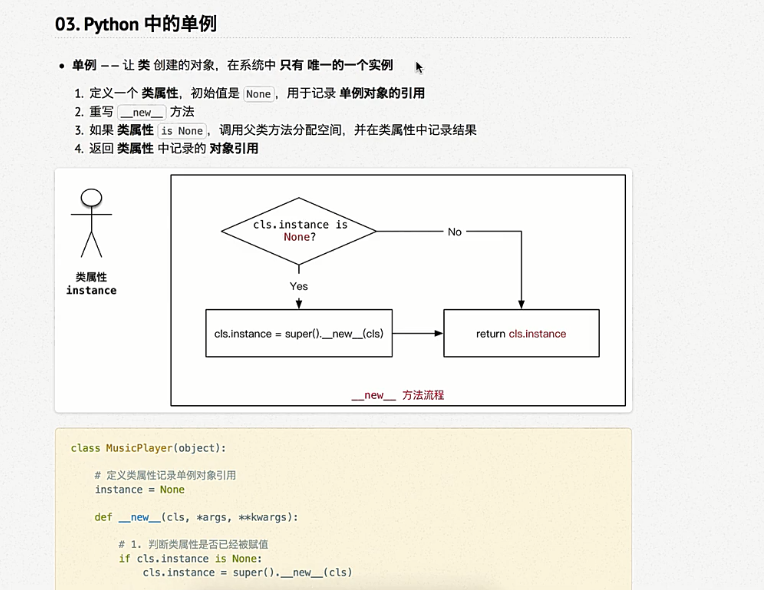 03. Python 中的单例
• 单例 —— 让 类 创建的对象，在系统中 只有 唯一的一个实例
1. 定义一个 类属性，初始值是 None，用于记录 单例对象的引用
2. 重写 __new__ 方法
3. 如果 类属性 is None，调用父类方法分配空间，并在类属性中记录结果
4. 返回 类属性 中记录的 对象引用
cls.instance is
None?
No
类属性
instance
Yes
cls.instance = super().__new__(cls)
return cls.instance
__new__ 方法流程
class MusicPlayer(object):
# 定义类属性记录单例对象引用
instance = None
def __new__(cls, *args, **kwargs):
# 1. 判断类属性是否已经被赋值
if cls.instance is None:
cls.instance = super().__new__(cls)